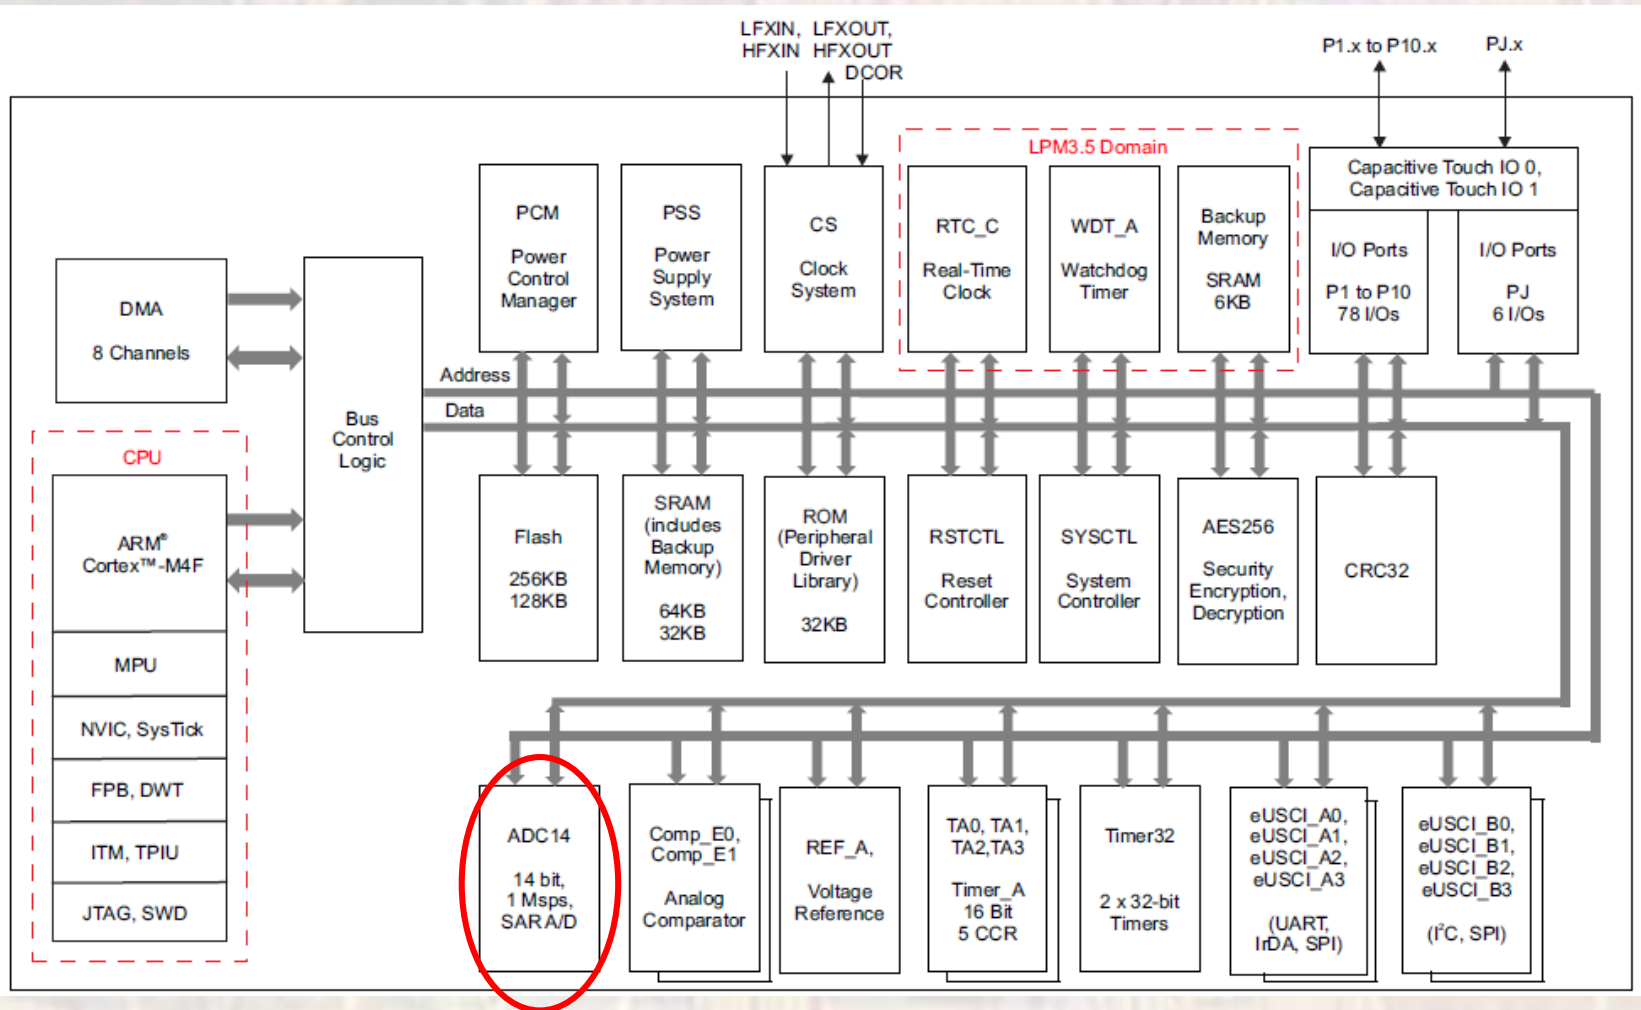 LFXIN, LFXOUT,
HFXIN HFXOUT
DCOR
P1.x to P10.x
PJ.x
LPM3.5 Domain
Capacitive Touch IO 0,
Capacitive Touch IO 1
PCM
Power
Control
Manager
PSS
Power
Supply
System
CS
Clock
System
RTC_C
Real-Time
Clock
WDT_A
Watchdog
Timer
Backup
Memory
SRAM
6KB
I/O Ports
P1 to P10
78 I/Os
I/O Ports
PJ
6 I/Os
DMA
8 Channels
Bus
Control
Logic
Address
Data
CPU
ARM®
Cortex™-M4F
MPU
NVIC, SysTick
FPB, DWT
ITM, TPIU
JTAG, SWD
Flash
256KB
128KB
SRAM
(includes
Backup
Memory)
64KB
32KB
ROM
(Peripheral
Driver
Library)
32KB
RSTCTL
Reset
Controller
SYSCTL
System
Controller
AES256
Security
Encryption,
Decryption
CRC32
ADC14
14 bit,
1 Msps,
SAR A/D
Comp_E0,
Comp_E1
Analog
Comparator
REF_A,
Voltage
Reference
TA0, TA1,
TA2,TA3
Timer_A
16 Bit
5 CCR
Timer32
2 x 32-bit
Timers
eUSCI_A0,
eUSCI_A1,
eUSCI_A2,
eUSCI_A3
(UART,
IrDA, SPI)
eUSCI_B0,
eUSCI_B1,
eUSCI_B2,
eUSCI_B3
(I²C, SPI)